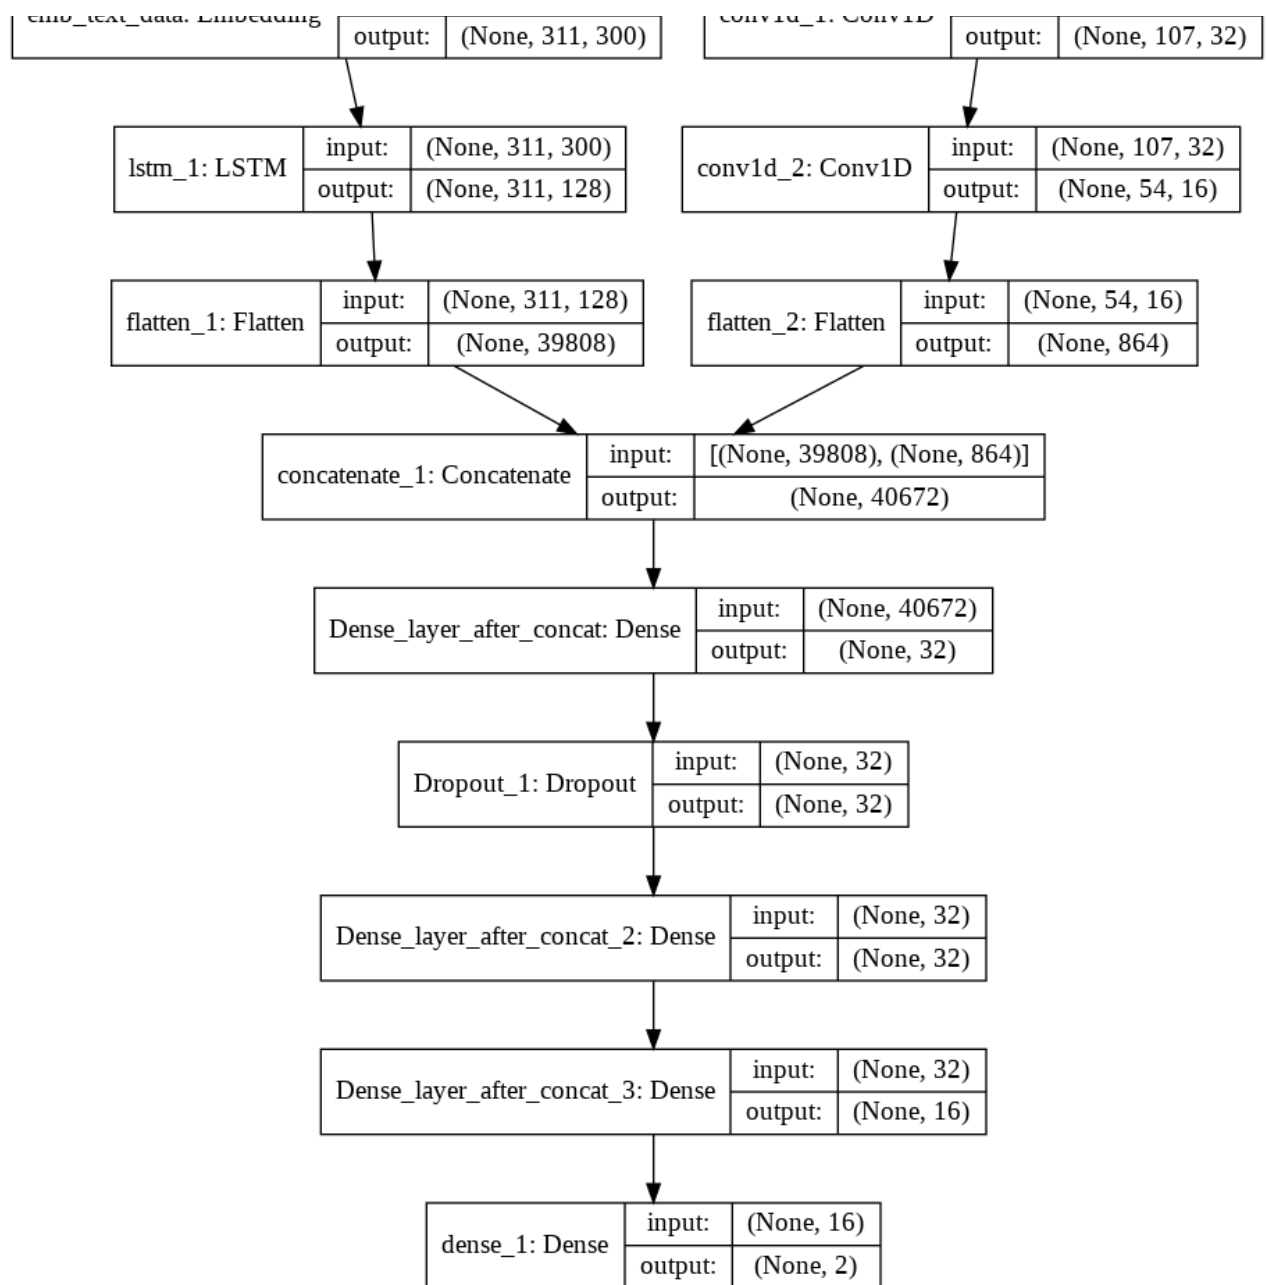 emb_text_data: Embedding
output: (None, 311, 300)
conv1d_1: Conv1D
output: (None, 107, 32)
lstm_1: LSTM
input: (None, 311, 300)
output: (None, 311, 128)
conv1d_2: Conv1D
input: (None, 107, 32)
output: (None, 54, 16)
flatten_1: Flatten
input: (None, 311, 128)
output: (None, 39808)
flatten_2: Flatten
input: (None, 54, 16)
output: (None, 864)
concatenate_1: Concatenate
input: [(None, 39808), (None, 864)]
output: (None, 40672)
Dense_layer_after_concat: Dense
input: (None, 40672)
output: (None, 32)
Dropout_1: Dropout
input: (None, 32)
output: (None, 32)
Dense_layer_after_concat_2: Dense
input: (None, 32)
output: (None, 32)
Dense_layer_after_concat_3: Dense
input: (None, 32)
output: (None, 16)
dense_1: Dense
input: (None, 16)
output: (None, 2)